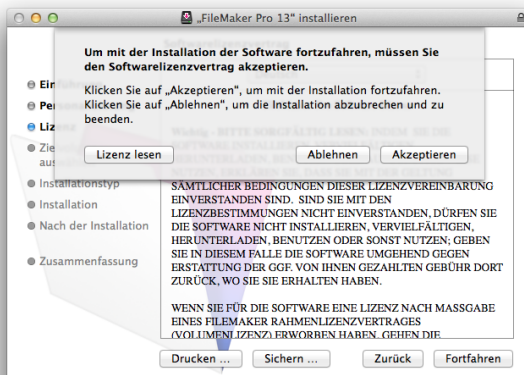 „FileMaker Pro 13“ installieren
Um mit der Installation der Software fortzufahren, müssen Sie
den Softwarelizenzvertrag akzeptieren.
Klicken Sie auf „Akzeptieren“, um mit der Installation fortzufahren.
Klicken Sie auf „Ablehnen“, um die Installation abzubrechen und zu
beenden.
Lizenz lesen
Ablehnen
Akzeptieren
Installationstyp
Installation
Nach der Installation
Zusammenfassung
SÄMTLICHER BEDINGUNGEN DIESER LIZENZVEREINBARUNG
EINVERSTANDEN SIND. SIND SIE MIT DEN
LIZENZBESTIMMUNGEN NICHT EINVERSTANDEN, DÜRFEN SIE
DIE SOFTWARE NICHT INSTALLIEREN, VERVIELFÄLTIGEN,
HERUNTERLADEN, BENUTZEN ODER SONST NUTZEN; GEBEN
SIE IN DIESEM FALLE DIE SOFTWARE UMGEHEND GEGEN
ERSTATTUNG DER GGF. VON IHNEN GEZAHLTEN GEBÜHR DORT
ZURÜCK, WO SIE SIE ERHALTEN HABEN.
WENN SIE FÜR DIE SOFTWARE EINE LIZENZ NACH MASSGABE
EINES FILEMAKER RAHMENLIZENZVERTRAGES
(VOLUMENLIZENZ) ERWORBEN HABEN, GEHEN DIE
Drucken ...
Sichern ...
Zurück
Fortfahren